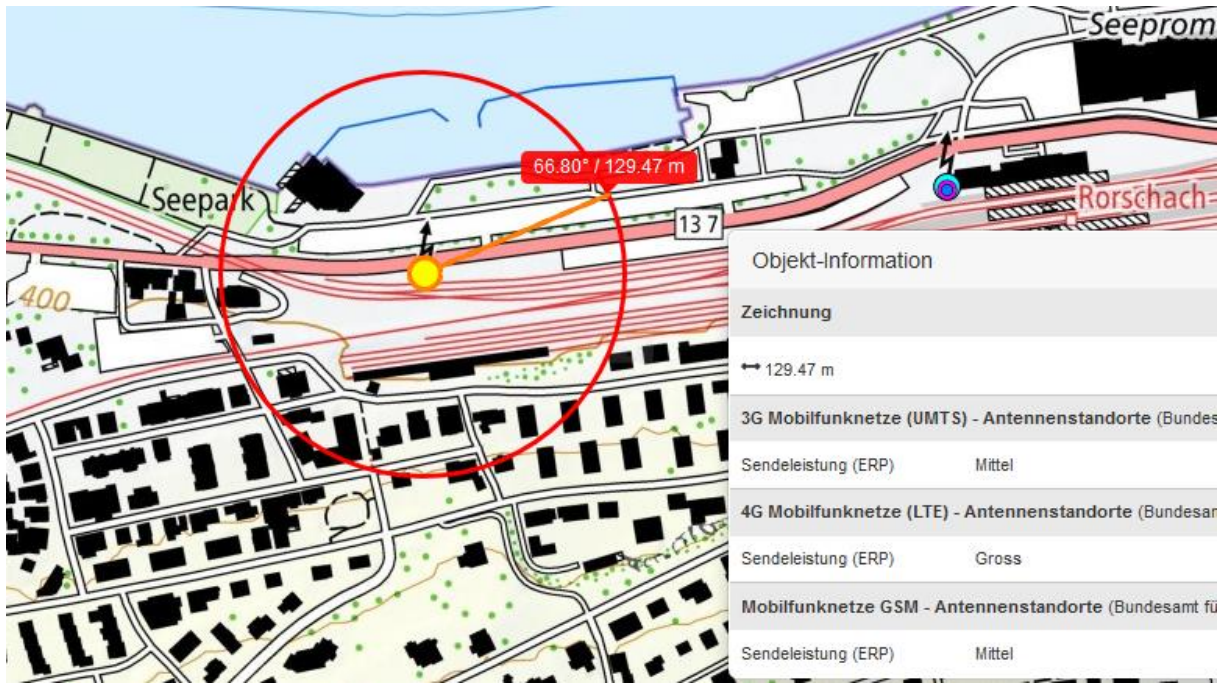 Seeprom
66.80° / 129.47 m
Seepark
13 7
Rorschach
400
Objekt-Information
Zeichnung
↔ 129.47 m
3G Mobilfunknetze (UMTS) - Antennenstandorte (Bundes
Sendeleistung (ERP) Mittel
4G Mobilfunknetze (LTE) - Antennenstandorte (Bundesar
Sendeleistung (ERP) Gross
Mobilfunknetze GSM - Antennenstandorte (Bundesamt fü
Sendeleistung (ERP) Mittel